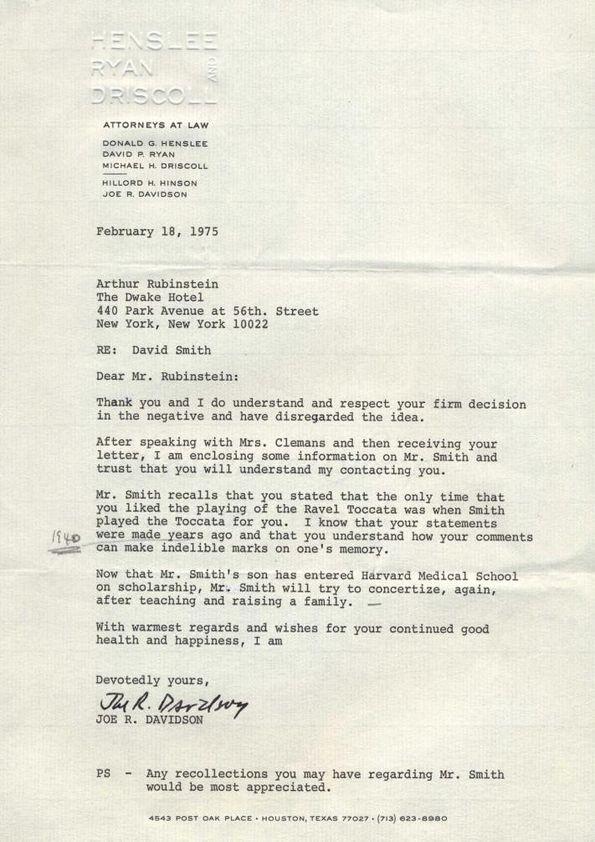 HENSLEE
RYAN AND
DRISCOLL
ATTORNEYS AT LAW
DONALD G. HENSLEE
DAVID P. RYAN
MICHAEL H. DRISCOLL
HILLORD H. HINSON
JOE R. DAVIDSON
February 18, 1975
Arthur Rubinstein
The Dwake Hotel
440 Park Avenue at 56th. Street
New York, New York 10022
RE: David Smith
Dear Mr. Rubinstein:
Thank you and I do understand and respect your firm decision
in the negative and have disregarded the idea.
After speaking with Mrs. Clemans and then receiving your
letter, I am enclosing some information on Mr. Smith and
trust that you will understand my contacting you.
Mr. Smith recalls that you stated that the only time that
you liked the playing of the Ravel Toccata was when Smith
played the Toccata for you. I know that your statements
1940 were made years ago and that you understand how your comments
can make indelible marks on one's memory.
Now that Mr. Smith's son has entered Harvard Medical School
on scholarship, Mr. Smith will try to concertize, again,
after teaching and raising a family. —
With warmest regards and wishes for your continued good
health and happiness, I am
Devotedly yours,
Joe R. Davidson
JOE R. DAVIDSON
PS - Any recollections you may have regarding Mr. Smith
would be most appreciated.
4543 POST OAK PLACE • HOUSTON, TEXAS 77027 • (713) 623-8980